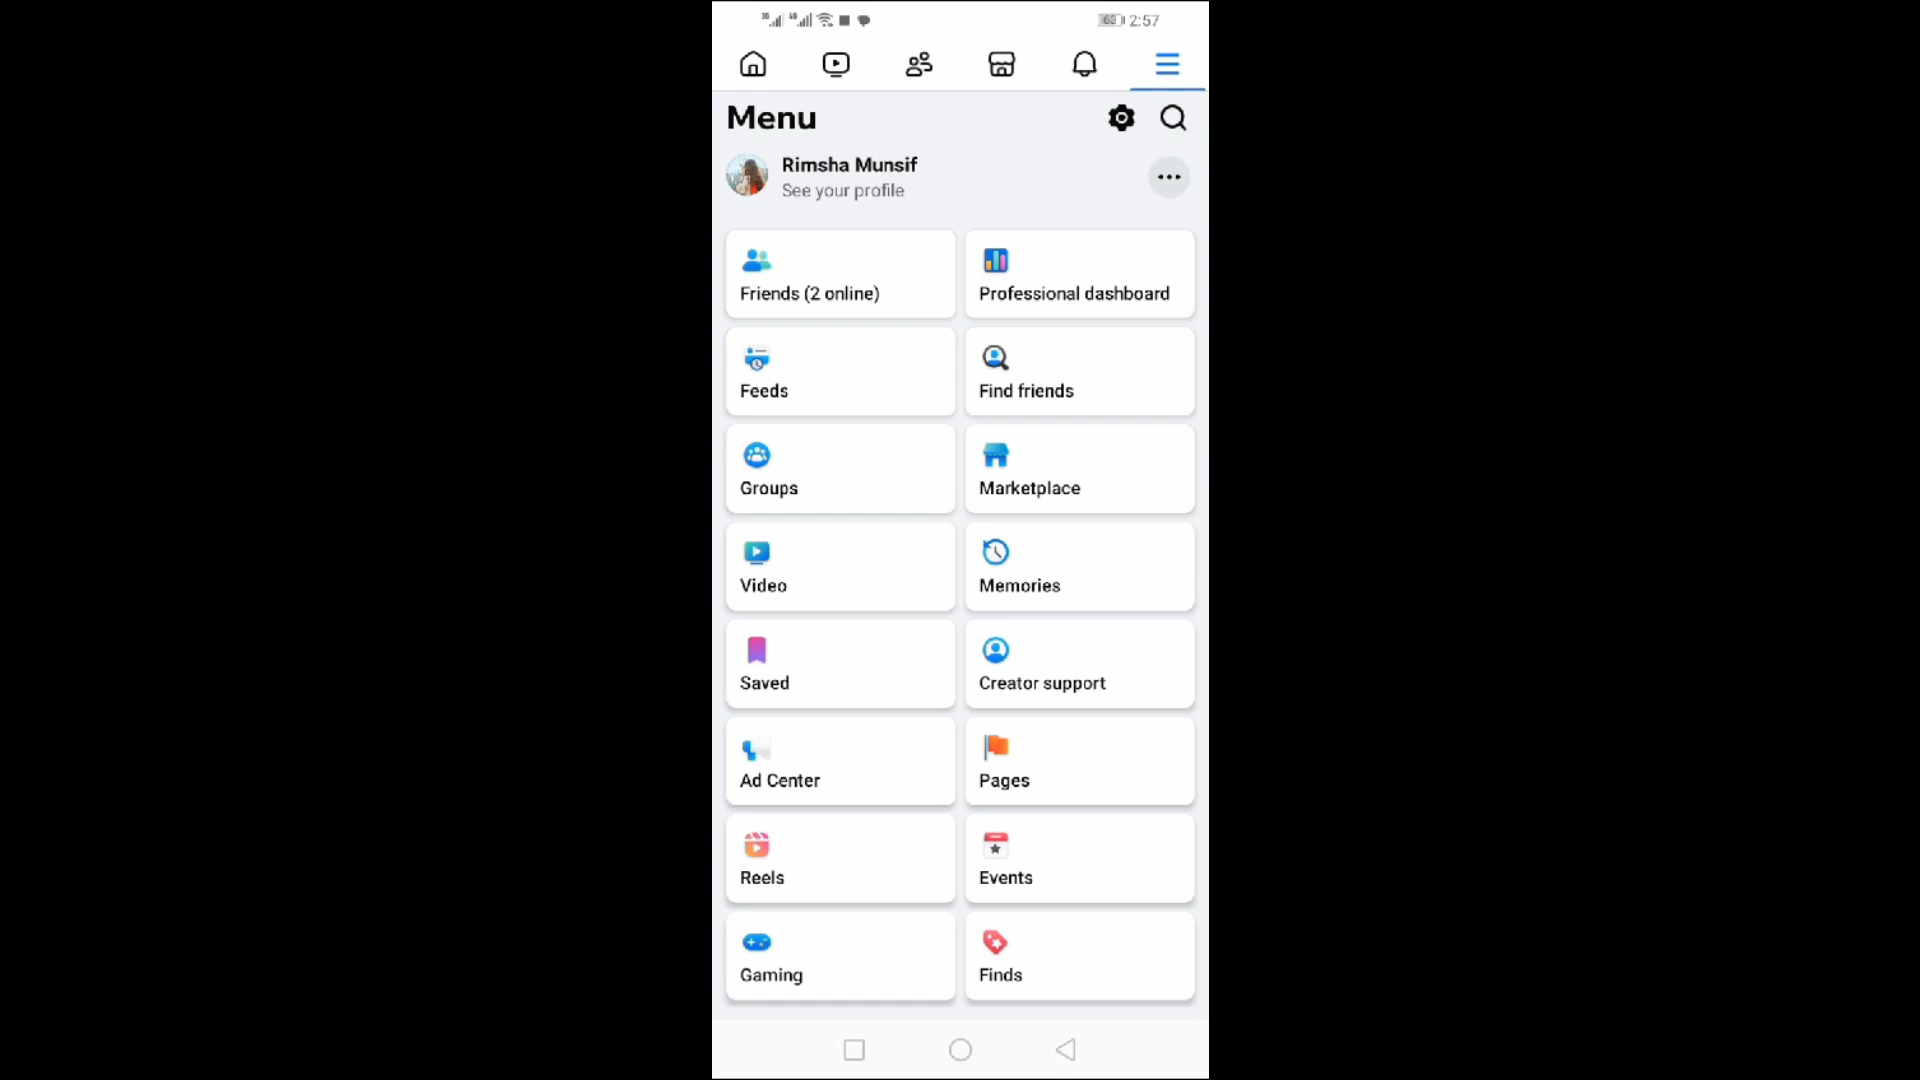 63 2:57
Menu
Rimsha Munsif
See your profile
Friends (2 online)
Professional dashboard
Feeds
Find friends
Groups
Marketplace
Video
Memories
Saved
Creator support
Ad Center
Pages
Reels
Events
Gaming
Finds